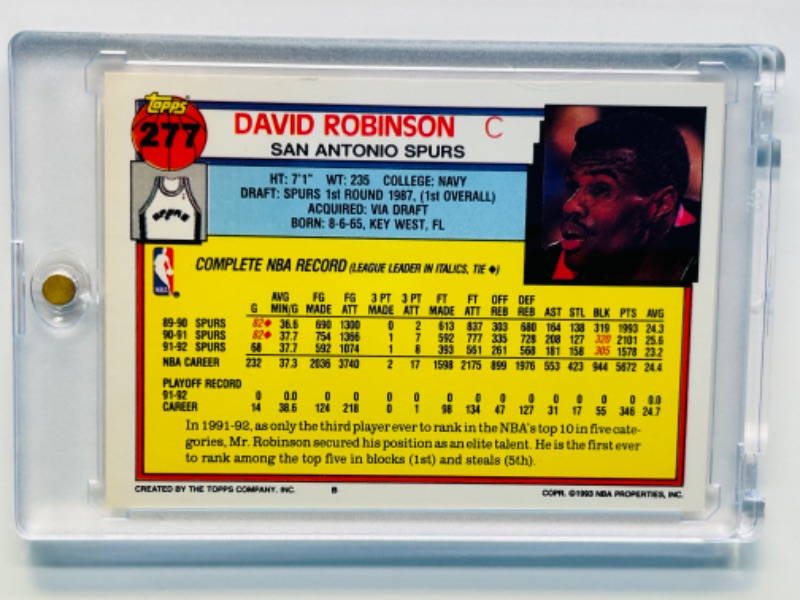 Topps
277
DAVID ROBINSON C
SAN ANTONIO SPURS
HT: 7'1" WT: 235 COLLEGE: NAVY
DRAFT: SPURS 1st ROUND 1987, (1st OVERALL)
ACQUIRED: VIA DRAFT
BORN: 8-6-65, KEY WEST, FL
SPURS
NBA
COMPLETE NBA RECORD (LEAGUE LEADER IN ITALICS, TIE ◆)
AVG FG FG 3 PT 3 PT FT FT OFF DEF
G MIN/G MADE ATT MADE ATT MADE ATT REB REB AST STL BLK PTS AVG
89-90 SPURS 82◆ 36.6 690 1300 0 2 613 837 303 680 164 138 319 1993 24.3
90-91 SPURS 82◆ 37.7 754 1366 1 7 592 777 335 728 208 127 320 2101 25.6
91-92 SPURS 68 37.7 592 1074 1 8 393 561 261 568 181 158 305 1578 23.2
NBA CAREER 232 37.3 2036 3740 2 17 1598 2175 899 1976 553 423 944 5672 24.4
PLAYOFF RECORD
91-92 0 0.0 0 0 0 0 0 0 0 0 0 0 0 0 0.0
CAREER 14 38.6 124 218 0 1 98 134 47 127 31 17 55 346 24.7
In 1991-92, as only the third player ever to rank in the NBA's top 10 in five cate-
gories, Mr. Robinson secured his position as an elite talent. He is the first ever
to rank among the top five in blocks (1st) and steals (5th).
CREATED BY THE TOPPS COMPANY, INC. B COPR. ©1993 NBA PROPERTIES, INC.